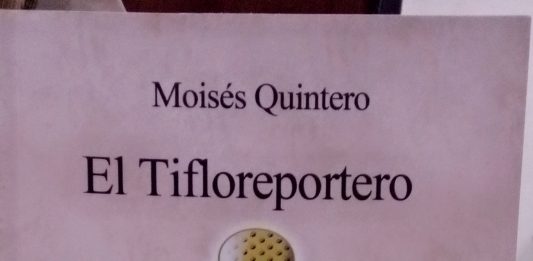 Moisés Quintero
El Tifloreportero